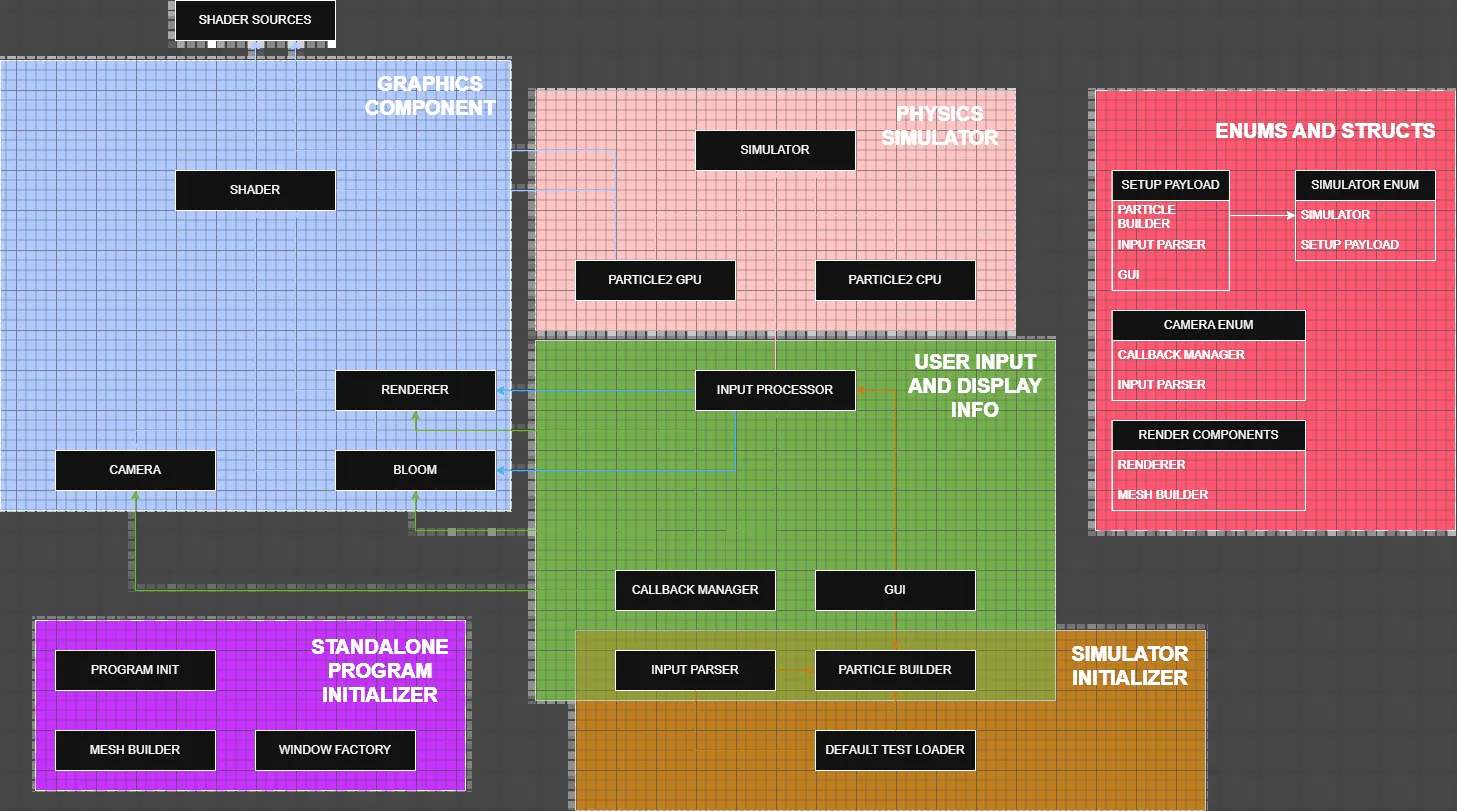 SHADER SOURCES
GRAPHICS
COMPONENT
SHADER
RENDERER
CAMERA
BLOOM
PHYSICS
SIMULATOR
SIMULATOR
PARTICLE2 GPU
PARTICLE2 CPU
USER INPUT
AND DISPLAY
INFO
INPUT PROCESSOR
CALLBACK MANAGER
GUI
INPUT PARSER
PARTICLE BUILDER
SIMULATOR
INITIALIZER
DEFAULT TEST LOADER
STANDALONE
PROGRAM
INITIALIZER
PROGRAM INIT
MESH BUILDER
WINDOW FACTORY
ENUMS AND STRUCTS
SETUP PAYLOAD
PARTICLE
BUILDER
INPUT PARSER
GUI
SIMULATOR ENUM
SIMULATOR
SETUP PAYLOAD
CAMERA ENUM
CALLBACK MANAGER
INPUT PARSER
RENDER COMPONENTS
RENDERER
MESH BUILDER